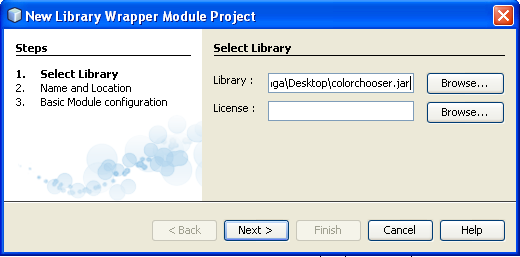 New Library Wrapper Module Project
Steps
1. Select Library
2. Name and Location
3. Basic Module configuration
Select Library
Library : \Desktop\colorchooser.jar Browse...
License : Browse...
< Back Next > Finish Cancel Help